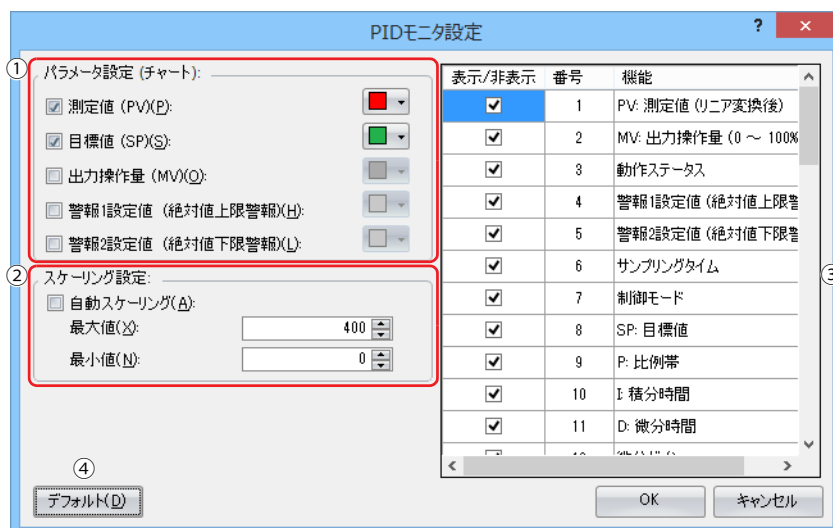 PIDモニタ設定
?
×
①
パラメータ設定 (チャート):
測定値 (PV)(P):
目標値 (SP)(S):
出力操作量 (MV)(O):
警報1設定値 (絶対値上限警報)(H):
警報2設定値 (絶対値下限警報)(L):
②
スケーリング設定:
自動スケーリング(A):
最大値(X): 400
最小値(N): 0
④
デフォルト(D)
表示/非表示 番号 機能
1 PV: 測定値 (リニア変換後)
2 MV: 出力操作量 (0 ～ 100%
3 動作ステータス
4 警報1設定値 (絶対値上限警
5 警報2設定値 (絶対値下限警
6 サンプリングタイム
7 制御モード
8 SP: 目標値
9 P: 比例帯
10 I: 積分時間
11 D: 微分時間
③
OK
キャンセル